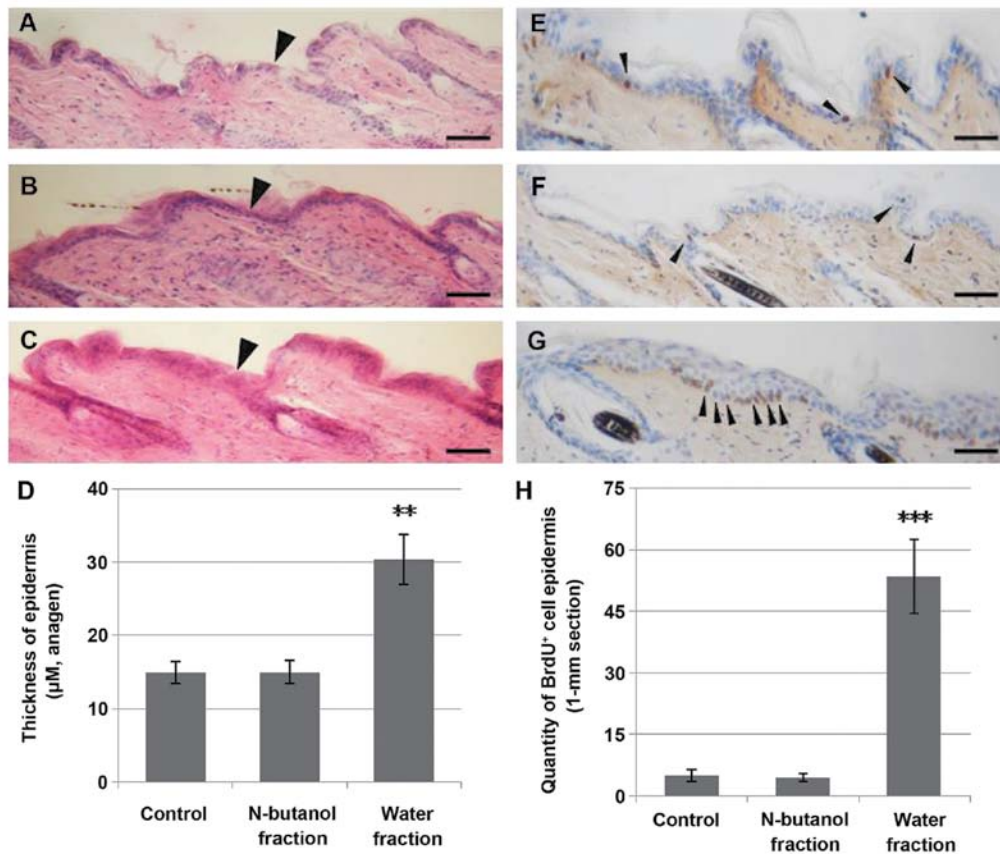 A
B
C
D
40
30
20
10
0
Thickness of epidermis
(µM, anagen)
**
Control
N-butanol
fraction
Water
fraction
E
F
G
H
75
60
45
30
15
0
Quantity of BrdU⁺ cell epidermis
(1-mm section)
***
Control
N-butanol
fraction
Water
fraction